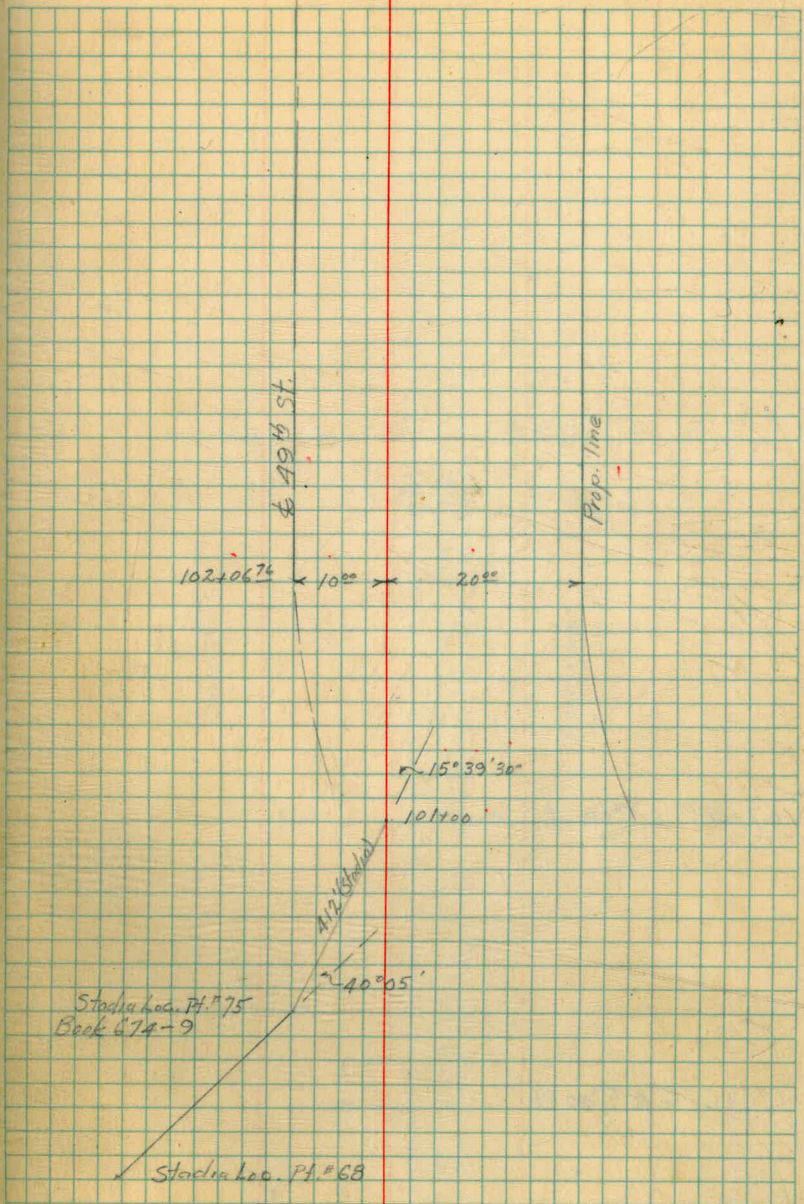 ℄ 49th St.
Prop. line
102+06 76
10 00
20 00
15° 39' 30"
101+00
412' (Stadia)
40° 05'
Stadia Loc. Pt. #75
Book 674-9
Stadia Loc. Pt. #68